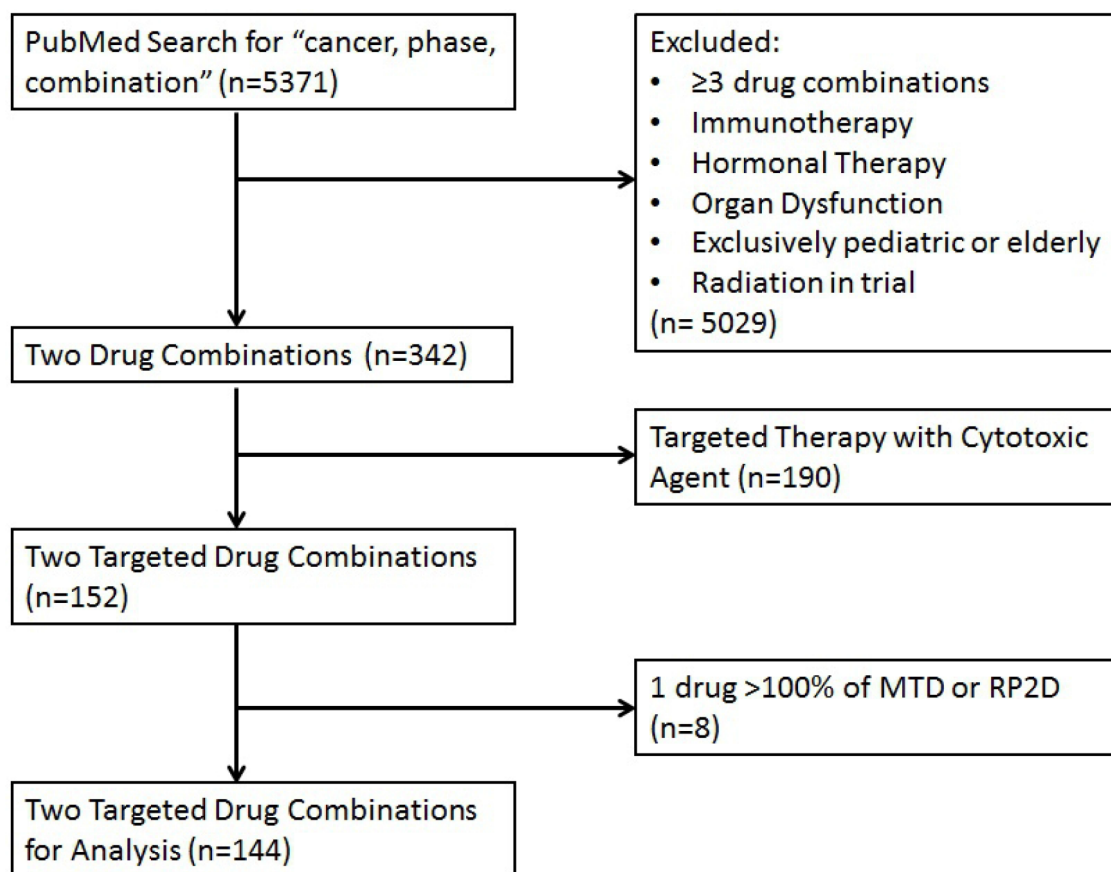 PubMed Search for “cancer, phase,
combination” (n=5371)
Excluded:
• ≥3 drug combinations
• Immunotherapy
• Hormonal Therapy
• Organ Dysfunction
• Exclusively pediatric or elderly
• Radiation in trial
(n= 5029)
Two Drug Combinations (n=342)
Targeted Therapy with Cytotoxic
Agent (n=190)
Two Targeted Drug Combinations
(n=152)
1 drug >100% of MTD or RP2D
(n=8)
Two Targeted Drug Combinations
for Analysis (n=144)